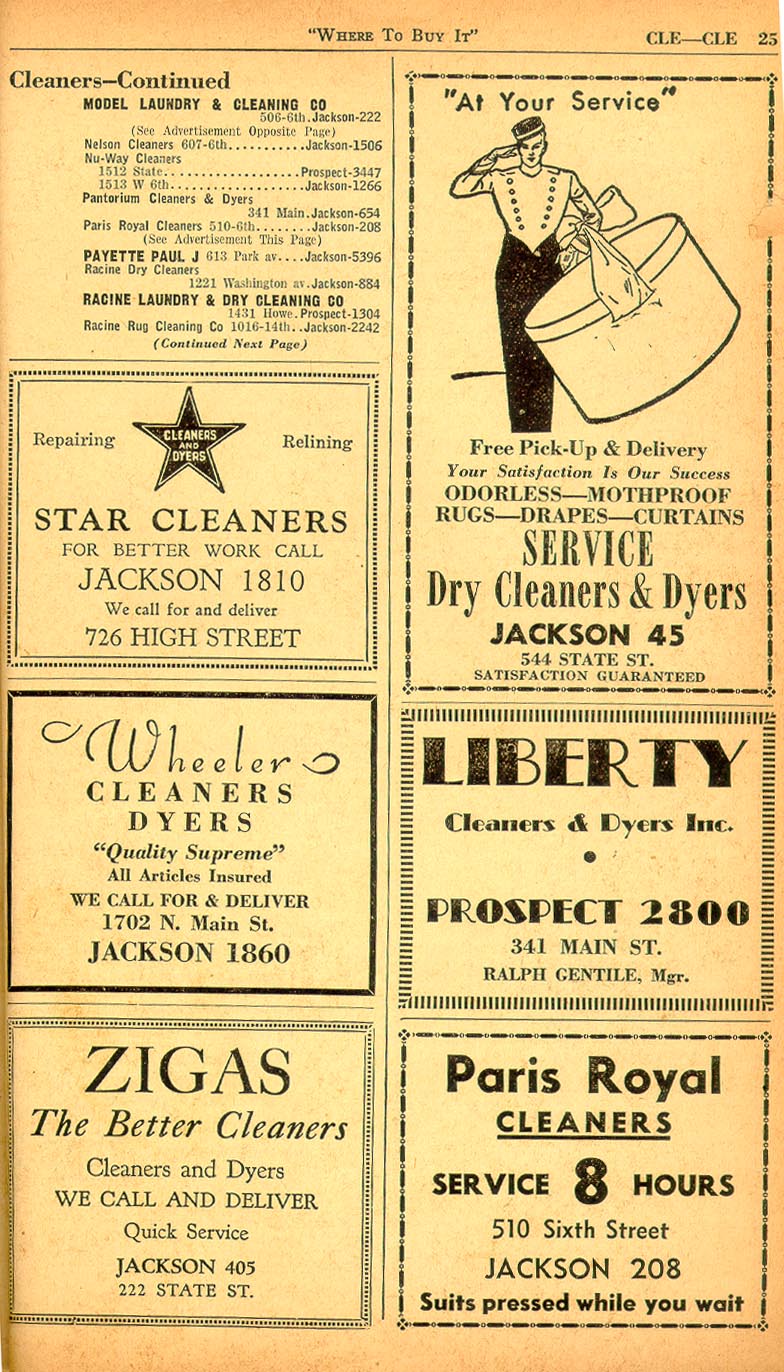 "WHERE TO BUY IT"
CLE—CLE 25
Cleaners—Continued
MODEL LAUNDRY & CLEANING CO
506-6th.Jackson-222
(See Advertisement Opposite Page)
Nelson Cleaners 607-6th..........Jackson-1506
Nu-Way Cleaners
1512 State..................Prospect-3447
1513 W 6th..................Jackson-1266
Pantorium Cleaners & Dyers
341 Main.Jackson-654
Paris Royal Cleaners 510-6th........Jackson-208
(See Advertisement This Page)
PAYETTE PAUL J 613 Park av....Jackson-5396
Racine Dry Cleaners
1221 Washington av.Jackson-884
RACINE LAUNDRY & DRY CLEANING CO
1431 Howe.Prospect-1304
Racine Rug Cleaning Co 1016-14th..Jackson-2242
(Continued Next Page)
Repairing
CLEANERS
AND
DYERS
Relining
STAR CLEANERS
FOR BETTER WORK CALL
JACKSON 1810
We call for and deliver
726 HIGH STREET
Wheeler
CLEANERS
DYERS
"Quality Supreme"
All Articles Insured
WE CALL FOR & DELIVER
1702 N. Main St.
JACKSON 1860
ZIGAS
The Better Cleaners
Cleaners and Dyers
WE CALL AND DELIVER
Quick Service
JACKSON 405
222 STATE ST.
"At Your Service"
Free Pick-Up & Delivery
Your Satisfaction Is Our Success
ODORLESS—MOTHPROOF
RUGS—DRAPES—CURTAINS
SERVICE
Dry Cleaners & Dyers
JACKSON 45
544 STATE ST.
SATISFACTION GUARANTEED
LIBERTY
Cleaners & Dyers Inc.
PROSPECT 2800
341 MAIN ST.
RALPH GENTILE, Mgr.
Paris Royal
CLEANERS
SERVICE 8 HOURS
510 Sixth Street
JACKSON 208
Suits pressed while you wait